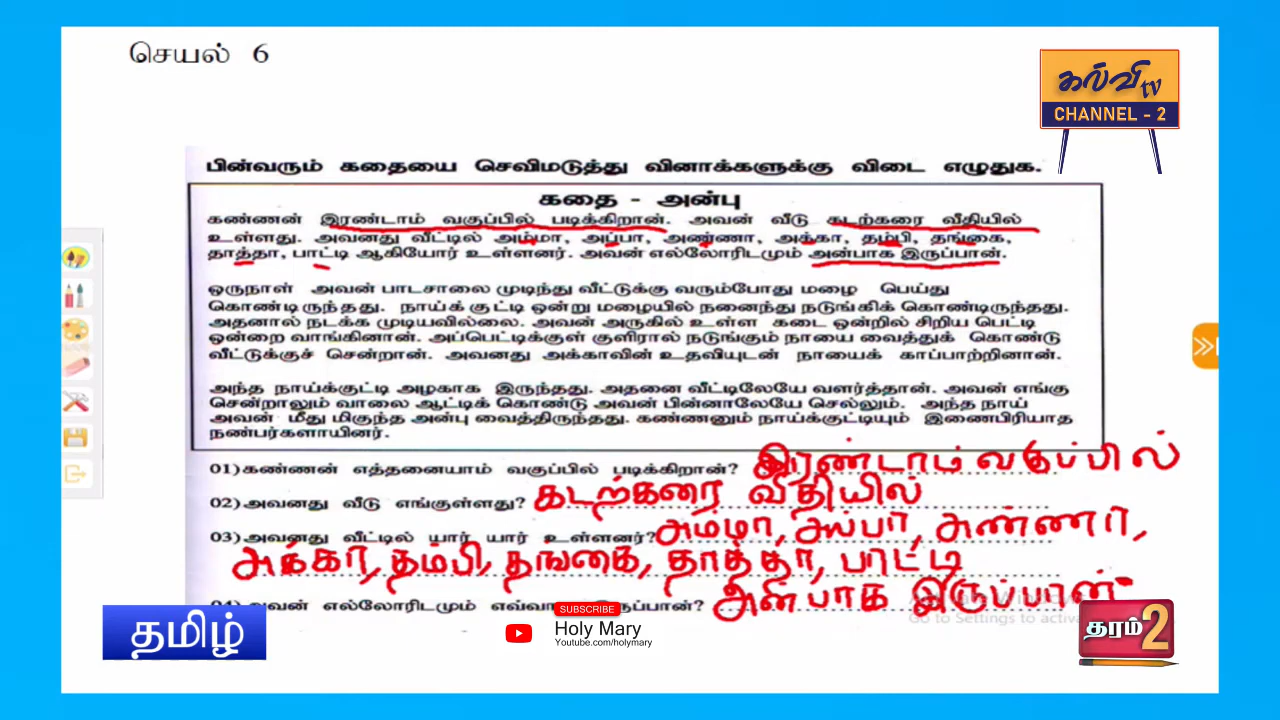 செயல் 6
கல்வி tv
CHANNEL - 2
பின்வரும் கதையை செவிமடுத்து வினாக்களுக்கு விடை எழுதுக.
கதை - அன்பு
கண்ணன் இரண்டாம் வகுப்பில் படிக்கிறான். அவன் வீடு கடற்கரை வீதியில்
உள்ளது. அவனது வீட்டில் அம்மா, அப்பா, அண்ணா, அக்கா, தம்பி, தங்கை,
தாத்தா, பாட்டி ஆகியோர் உள்ளனர். அவன் எல்லோரிடமும் அன்பாக இருப்பான்.
ஒருநாள் அவன் பாடசாலை முடிந்து வீட்டுக்கு வரும்போது மழை பெய்து
கொண்டிருந்தது. நாய்க் குட்டி ஒன்று மழையில் நனைந்து நடுங்கிக் கொண்டிருந்தது.
அதனால் நடக்க முடியவில்லை. அவன் அருகில் உள்ள கடை ஒன்றில் சிறிய பெட்டி
ஒன்றை வாங்கினான். அப்பெட்டிக்குள் குளிரால் நடுங்கும் நாயை வைத்துக் கொண்டு
வீட்டுக்குச் சென்றான். அவனது அக்காவின் உதவியுடன் நாயைக் காப்பாற்றினான்.
அந்த நாய்க்குட்டி அழகாக இருந்தது. அதனை வீட்டிலேயே வளர்த்தான். அவன் எங்கு
சென்றாலும் வாலை ஆட்டிக் கொண்டு அவன் பின்னாலேயே செல்லும். அந்த நாய்
அவன் மீது மிகுந்த அன்பு வைத்திருந்தது. கண்ணனும் நாய்க்குட்டியும் இணைபிரியாத
நண்பர்களாயினர்.
01)கண்ணன் எத்தனையாம் வகுப்பில் படிக்கிறான்? இரண்டாம் வகுப்பில்
02)அவனது வீடு எங்குள்ளது? கடற்கரை வீதியில்
03)அவனது வீட்டில் யார் யார் உள்ளனர்? அம்மா, அப்பா, அண்ணா,
அக்கா, தம்பி, தங்கை, தாத்தா, பாட்டி
எல்லோரிடமும் அன்பாக இருப்பான்
Go to Settings to
தமிழ்
SUBSCRIBE
Holy Mary
Youtube.com/holymary
தரம் 2